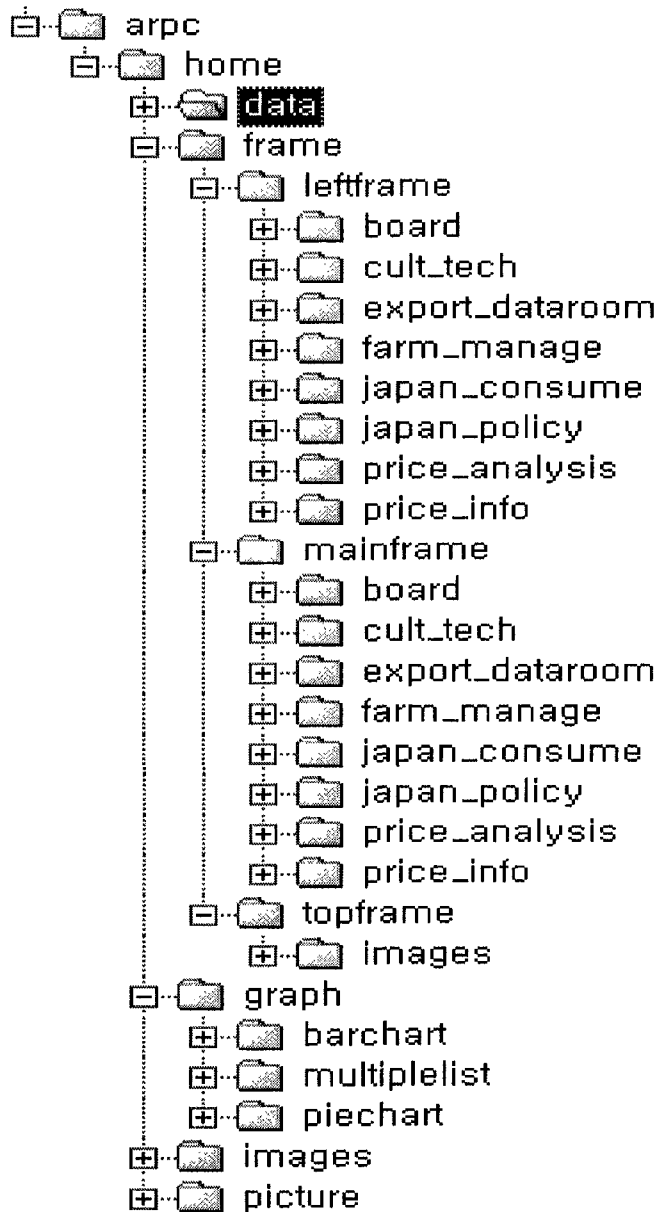 arpc
home
data
frame
leftframe
board
cult_tech
export_dataroom
farm_manage
japan_consume
japan_policy
price_analysis
price_info
mainframe
board
cult_tech
export_dataroom
farm_manage
japan_consume
japan_policy
price_analysis
price_info
topframe
images
graph
barchart
multiplelist
piechart
images
picture